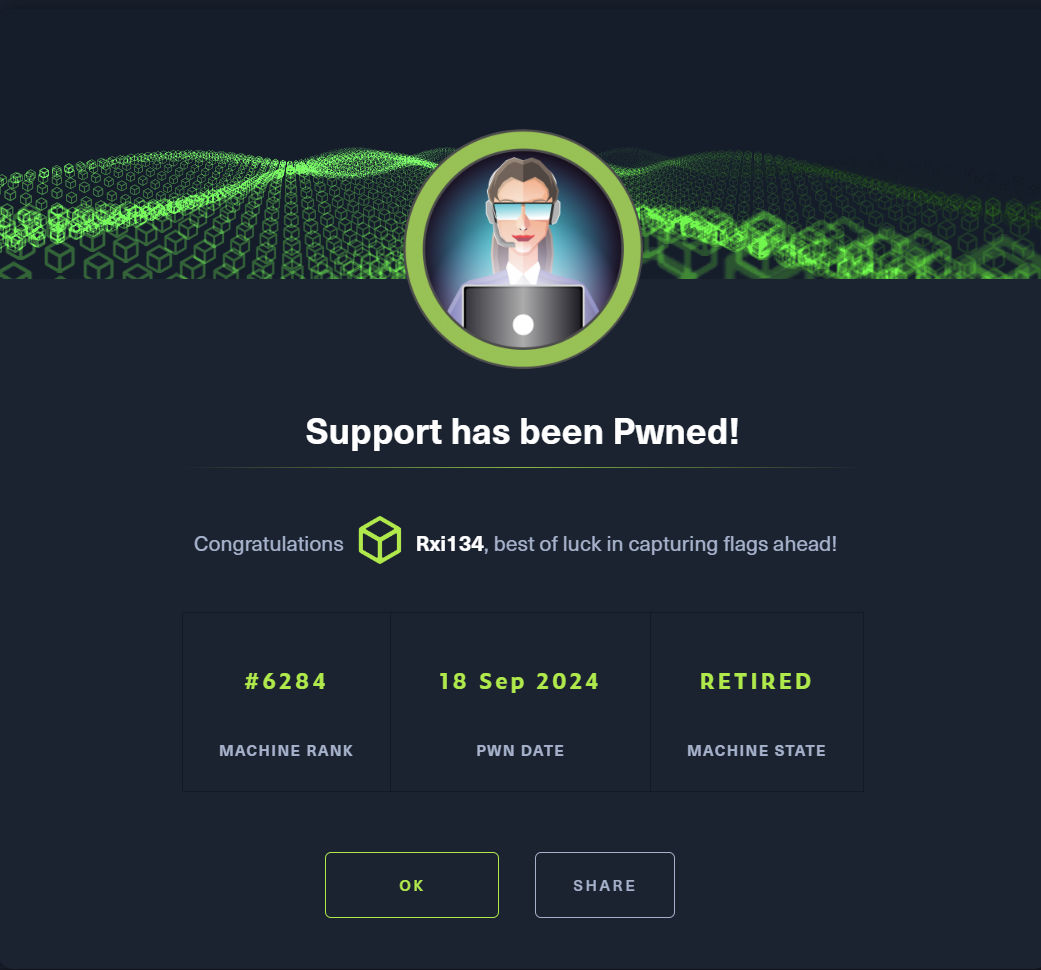 Support has been Pwned!
Congratulations Rxi134, best of luck in capturing flags ahead!
#6284 18 Sep 2024 RETIRED
MACHINE RANK PWN DATE MACHINE STATE
OK SHARE